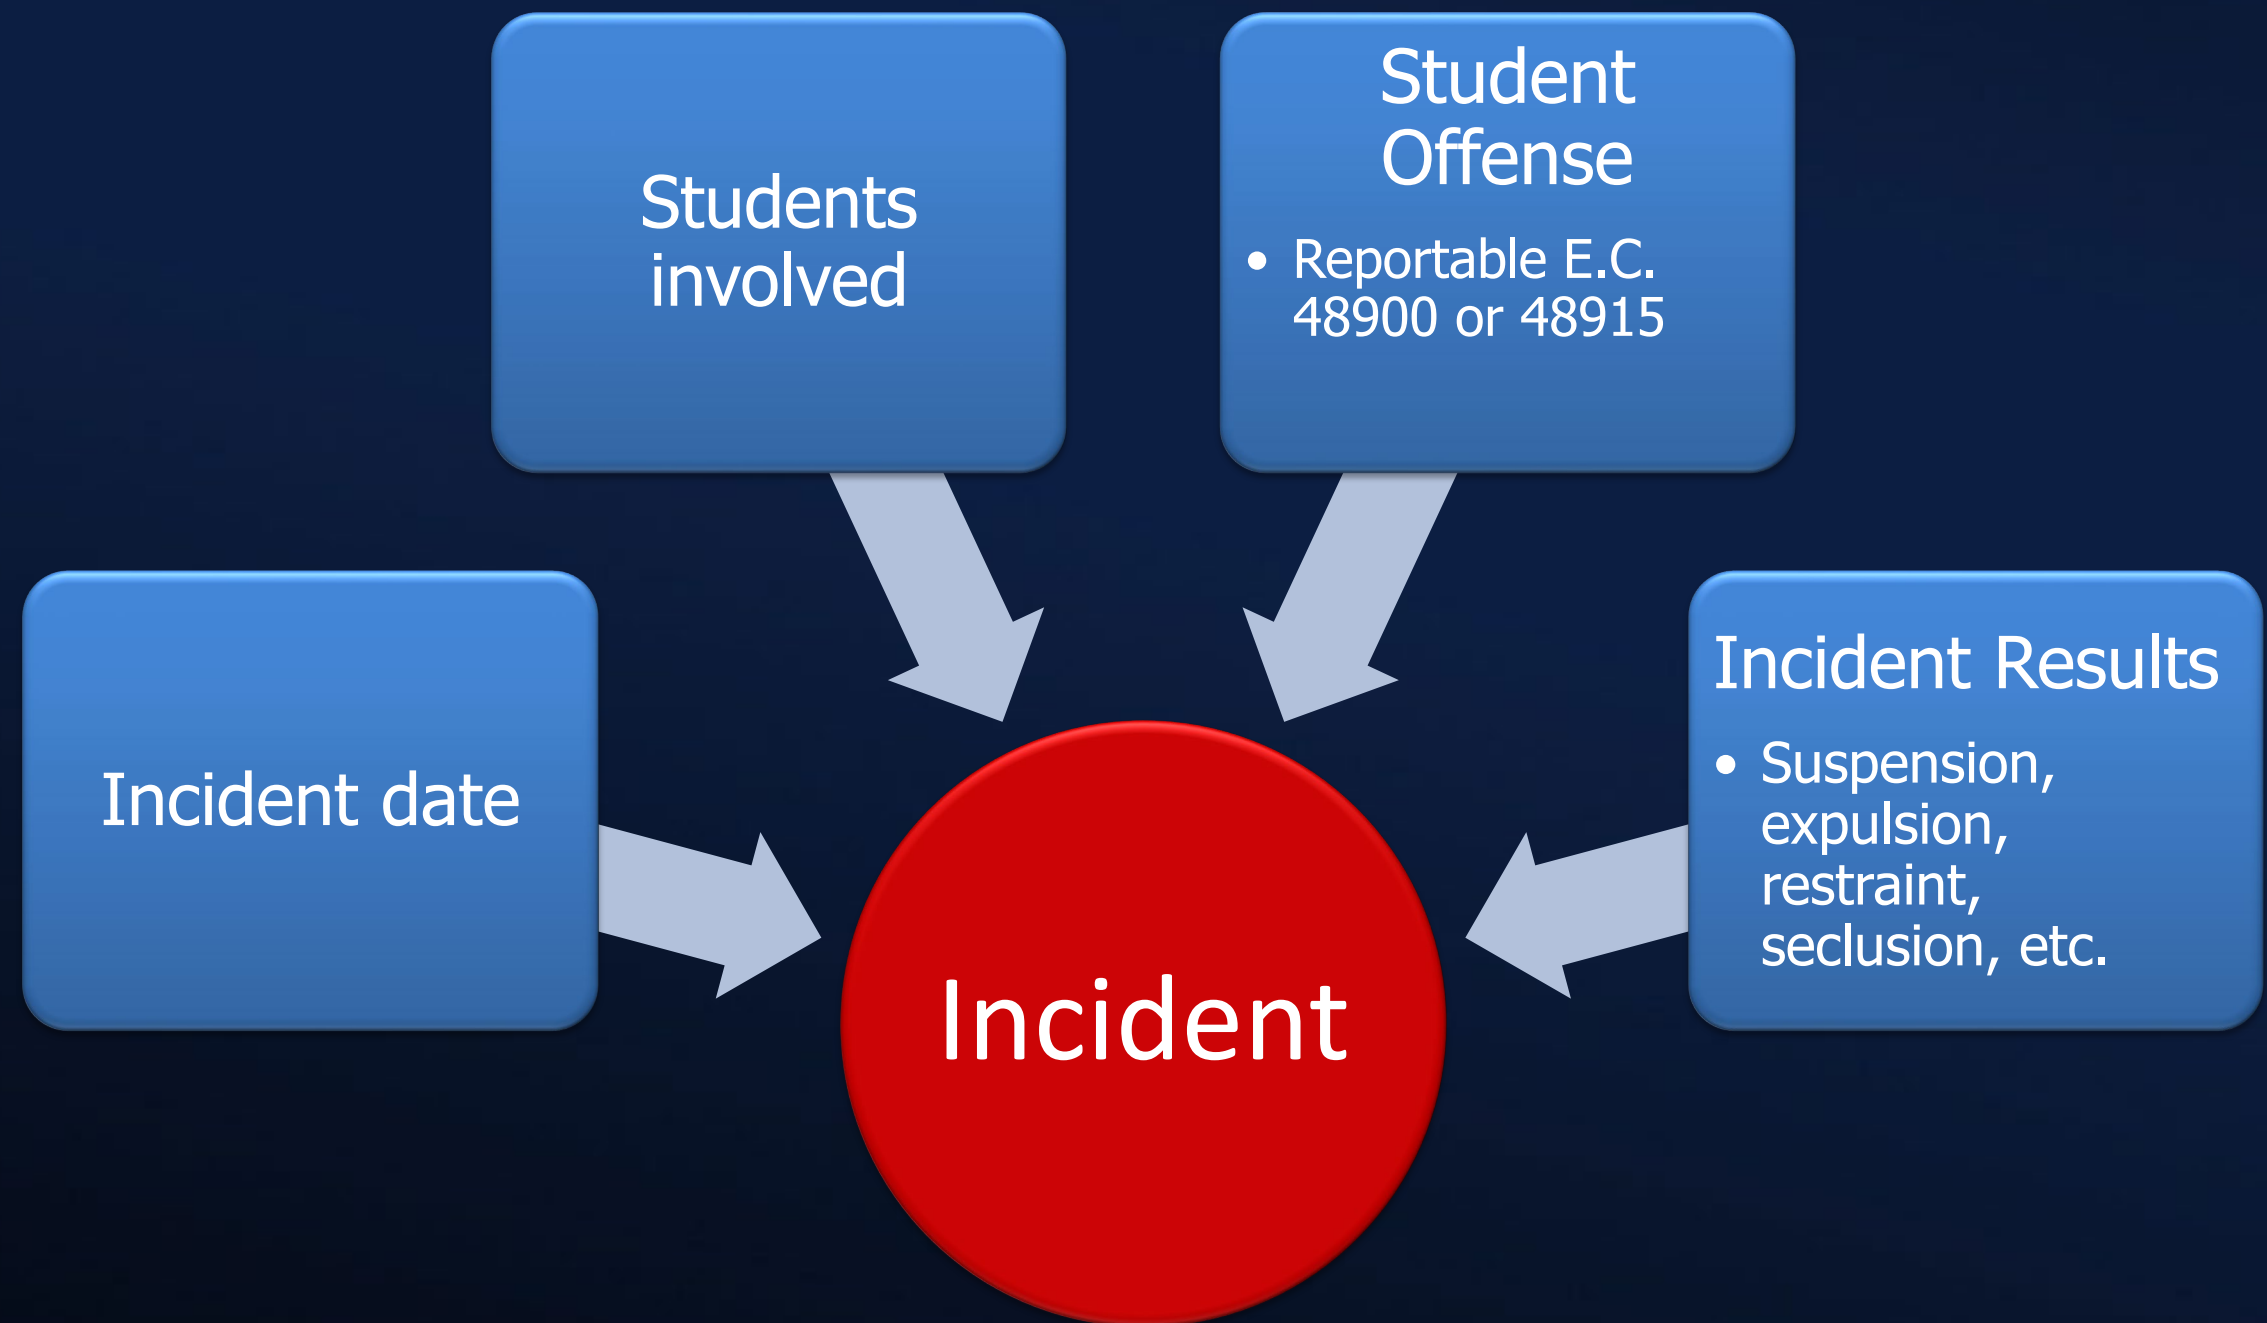 Students
involved
Student
Offense
• Reportable E.C.
48900 or 48915
Incident date
Incident Results
• Suspension,
expulsion,
restraint,
seclusion, etc.
Incident